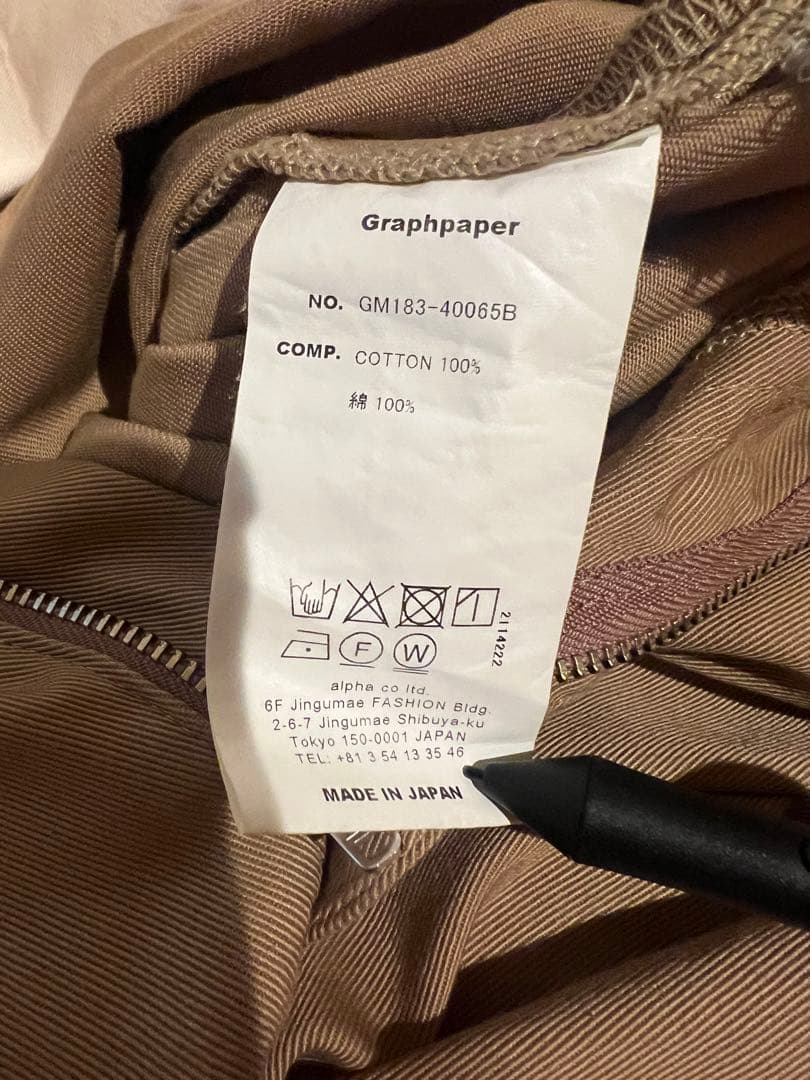 Graphpaper
NO. GM183-40065B
COMP. COTTON 100%
綿 100%
2114222
F W
alpha co ltd.
6F Jingumae FASHION Bldg.
2-6-7 Jingumae Shibuya-ku
Tokyo 150-0001 JAPAN
TEL: +81 3 54 13 35 46
MADE IN JAPAN